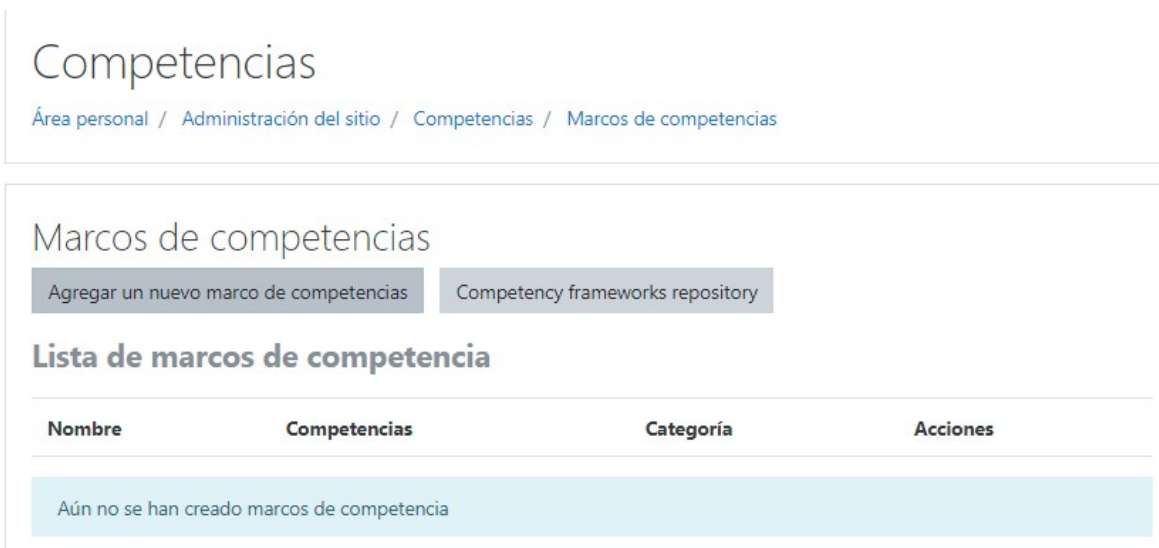 Competencias
Área personal / Administración del sitio / Competencias / Marcos de competencias
Marcos de competencias
Agregar un nuevo marco de competencias Competency frameworks repository
Lista de marcos de competencia
Nombre Competencias Categoría Acciones
Aún no se han creado marcos de competencia